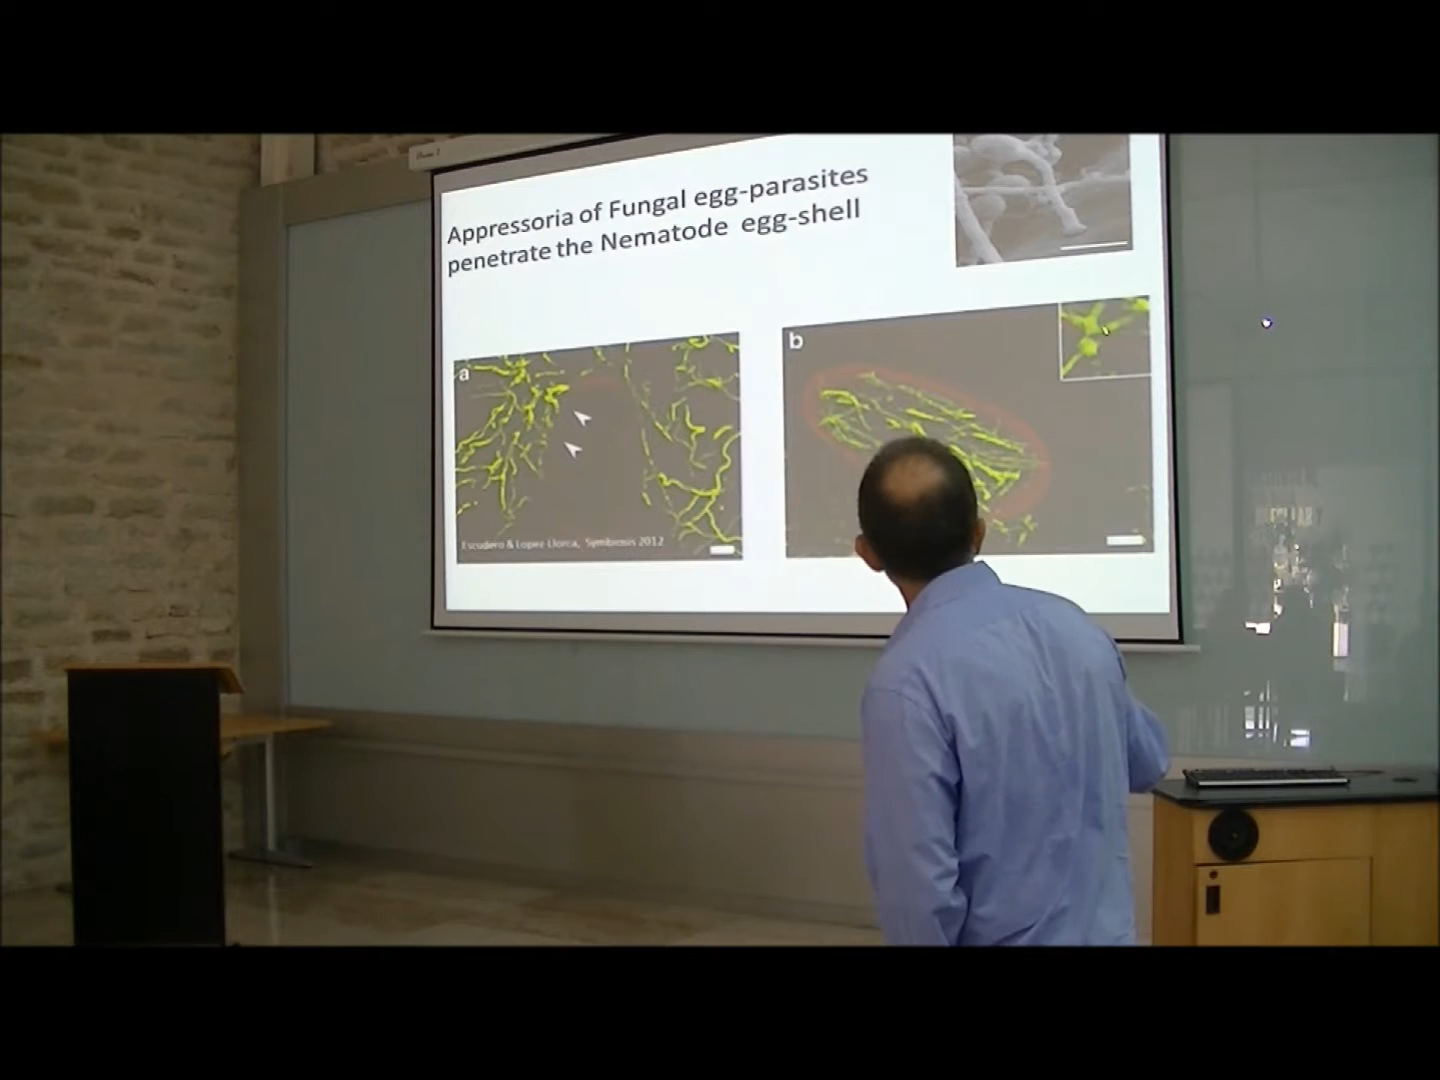 Appressoria of Fungal egg-parasites
penetrate the Nematode egg-shell
a
b
Escudero & Lopez-Llorca, Symbiosis 2012